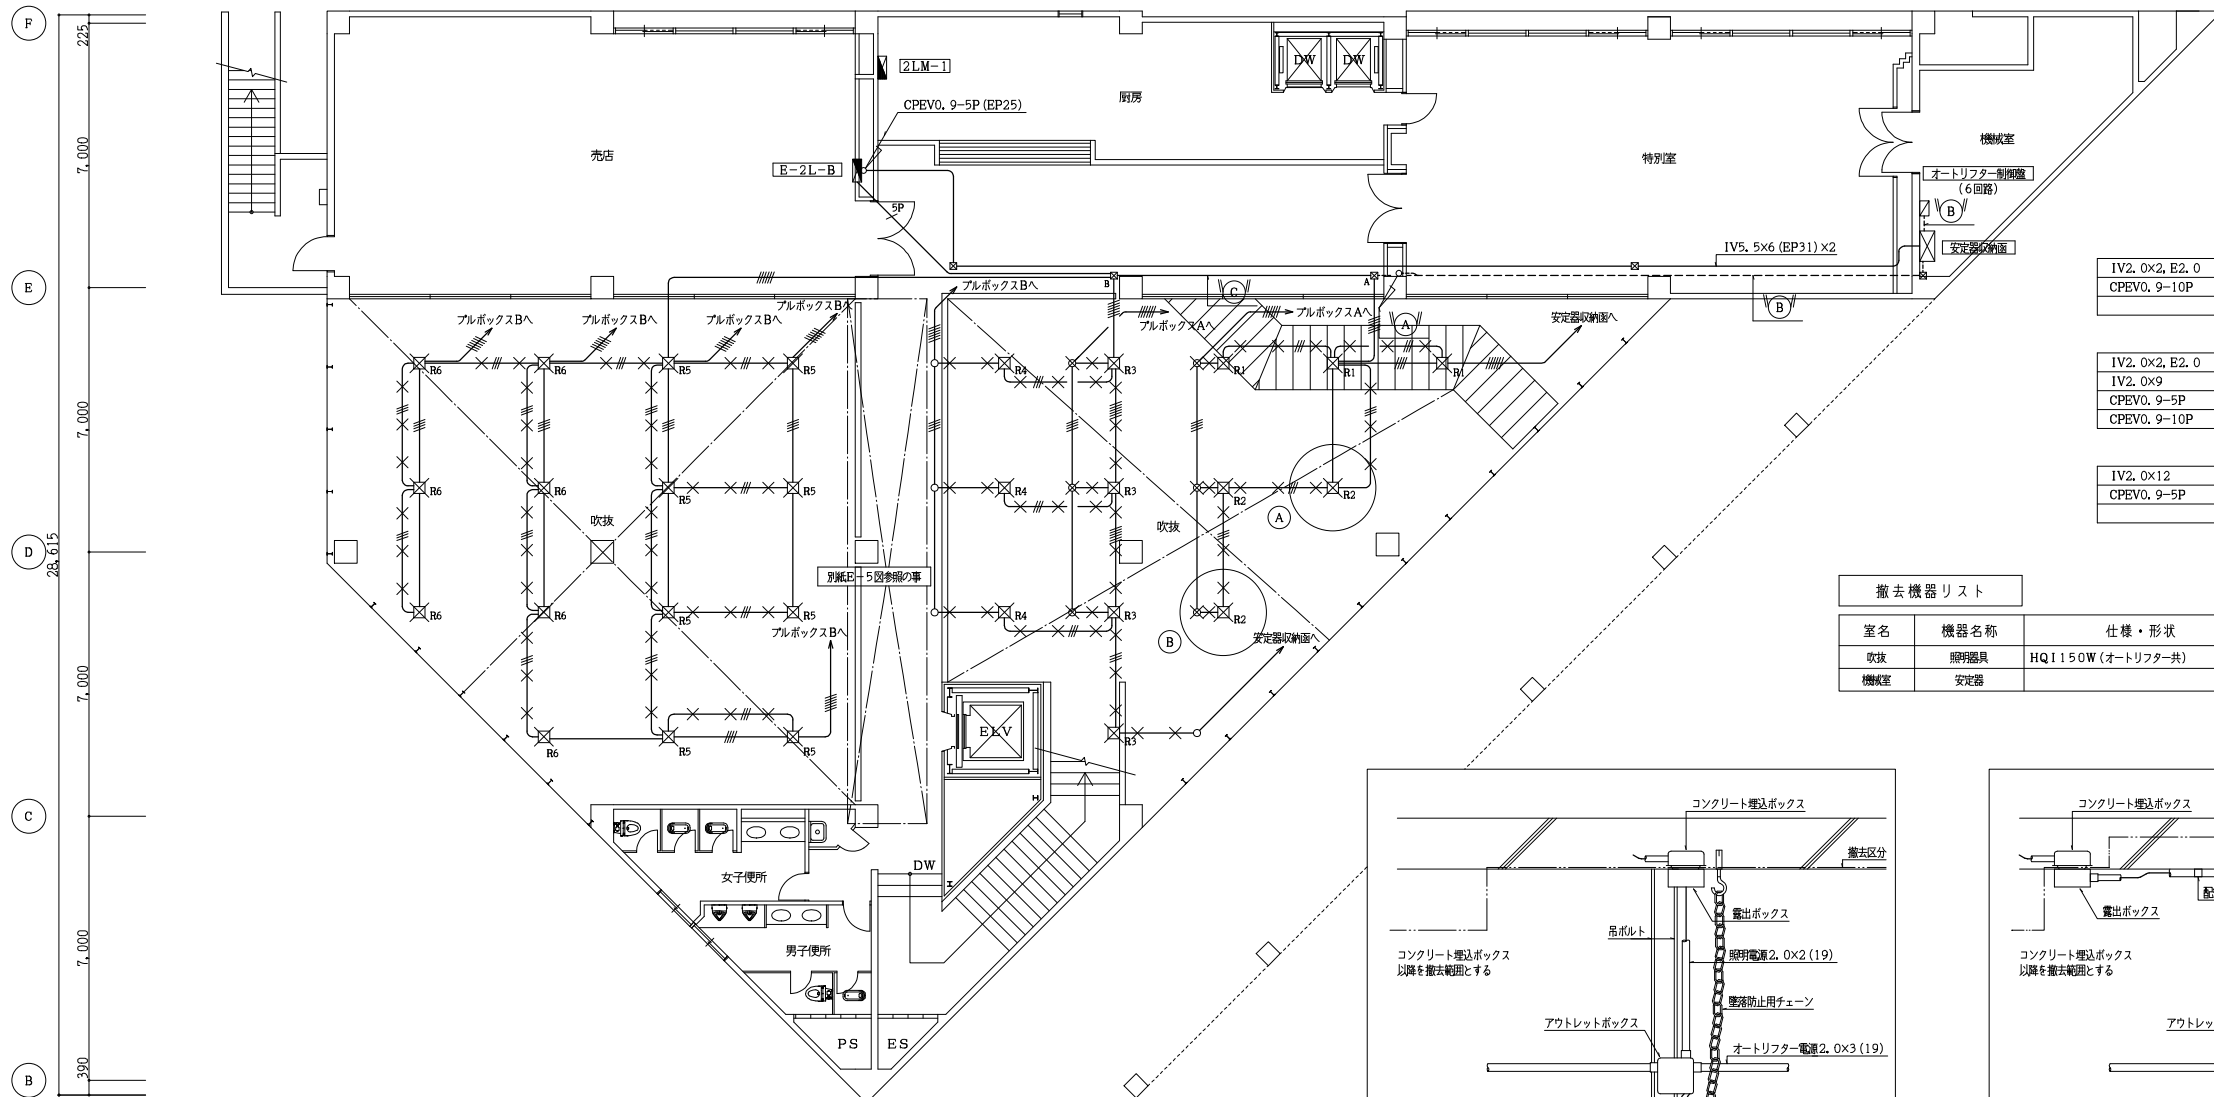 F
225
7,000
E
7,000
D
28,615
7,000
C
7,000
390
B
2LM-1
CPEV0.9-5P(EP25)
E-2L-B
5P
売店
厨房
DW
DW
特別室
機械室
オートリフター制御盤
(6回路)
B
安定器収納函
IV5.5×6(EP31)×2
プルボックスBへ
プルボックスBへ
プルボックスBへ
プルボックスBへ
プルボックスBへ
B
C
A
プルボックスAへ
プルボックスAへ
A
B
安定器収納函へ
R6
R6
R5
R5
R4
R3
R1
R1
R1
R6
R6
R5
R5
R4
R3
R2
R2
A
吹抜
吹抜
別紙E-5図参照の事
R6
R6
R5
R5
R4
R3
R2
B
プルボックスBへ
安定器収納函へ
R6
R5
R5
R3
ELV
DW
女子便所
男子便所
PS
ES
IV2.0×2,E2.0
CPEV0.9-10P
IV2.0×2,E2.0
IV2.0×9
CPEV0.9-5P
CPEV0.9-10P
IV2.0×12
CPEV0.9-5P
撤去機器リスト
室名 機器名称 仕様・形状
吹抜 照明器具 HQI150W(オートリフター共)
機械室 安定器
コンクリート埋込ボックス
撤去区分
露出ボックス
吊ボルト
コンクリート埋込ボックス
以降を撤去範囲とする
照明電源2.0×2(19)
墜落防止用チェーン
アウトレットボックス
オートリフター電源2.0×3(19)
コンクリート埋込ボックス
露出ボックス
配
コンクリート埋込ボックス
以降を撤去範囲とする
アウトレッ